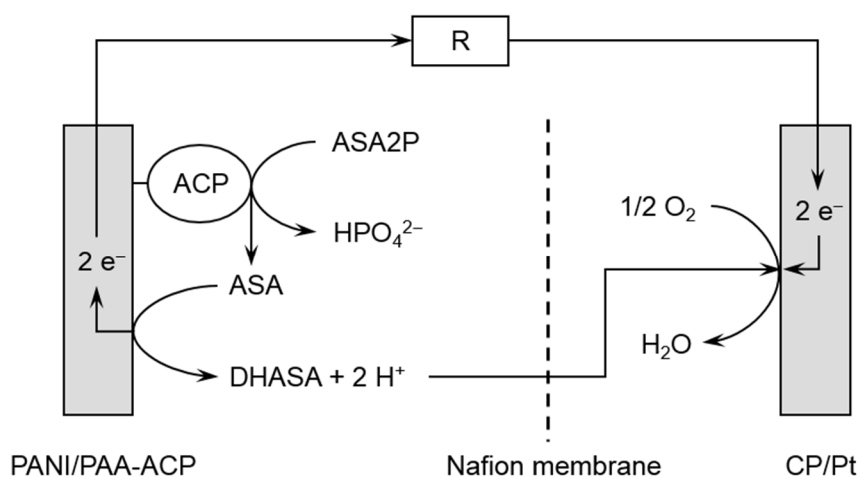 R
ASA2P
ACP
HPO₄²⁻
1/2 O₂
2 e⁻
2 e⁻
ASA
H₂O
DHASA + 2 H⁺
PANI/PAA-ACP
Nafion membrane
CP/Pt